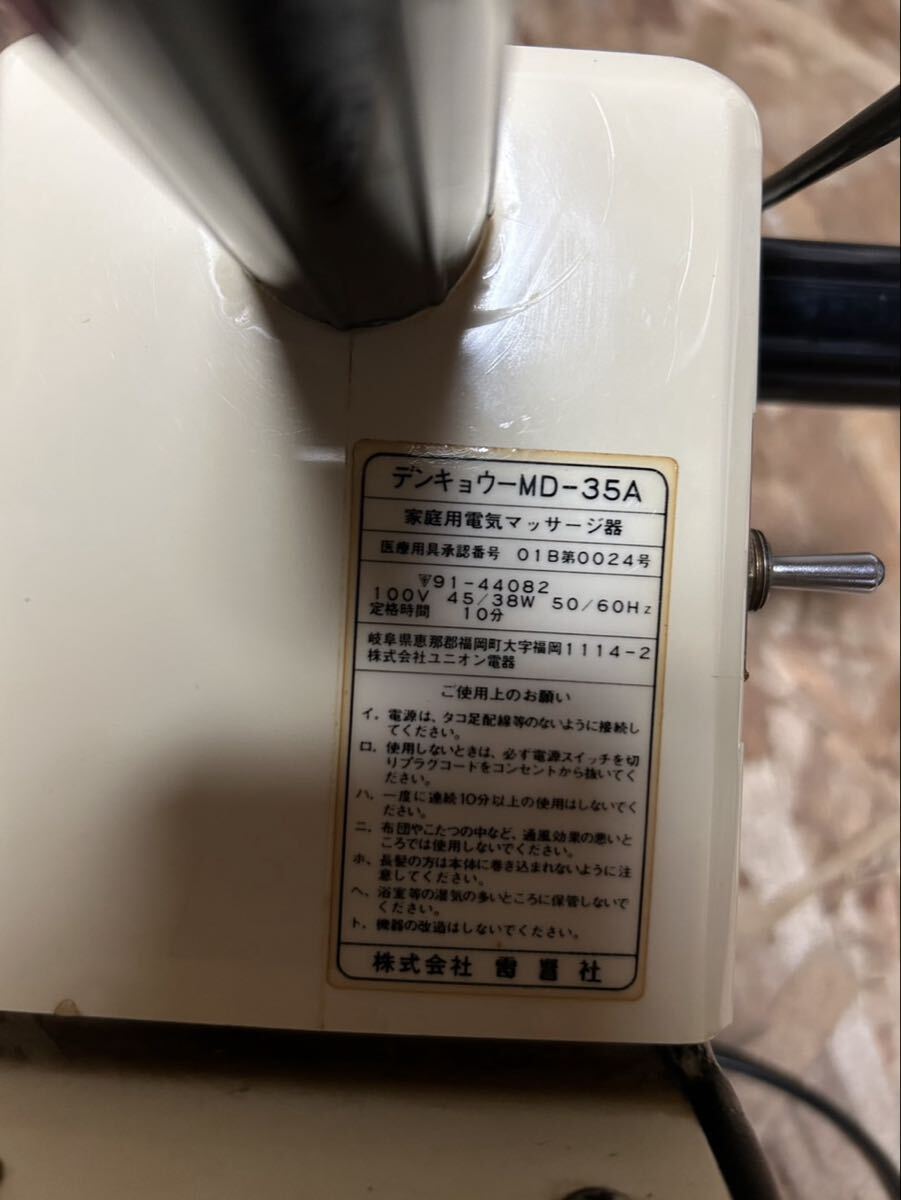 デンキョウーMD-35A
家庭用電気マッサージ器
医療用具承認番号 01B第0024号
91-44082
100V 45/38W 50/60Hz
定格時間 10分
岐阜県恵那郡福岡町大字福岡1114-2
株式会社ユニオン電器
ご使用上のお願い
イ. 電源は、タコ足配線等のないように接続し
てください。
ロ. 使用しないときは、必ず電源スイッチを切
りプラグコードをコンセントから抜いてく
ださい。
ハ. 一度に連続10分以上の使用はしないでく
ださい。
ニ. 布団やこたつの中など、通風効果の悪いと
ころでは使用しないでください。
ホ. 長髪の方は本体に巻き込まれないように注
意してください。
ヘ. 浴室等の湿気の多いところに保管しないで
ください。
ト. 機器の改造はしないでください。
株式会社 社